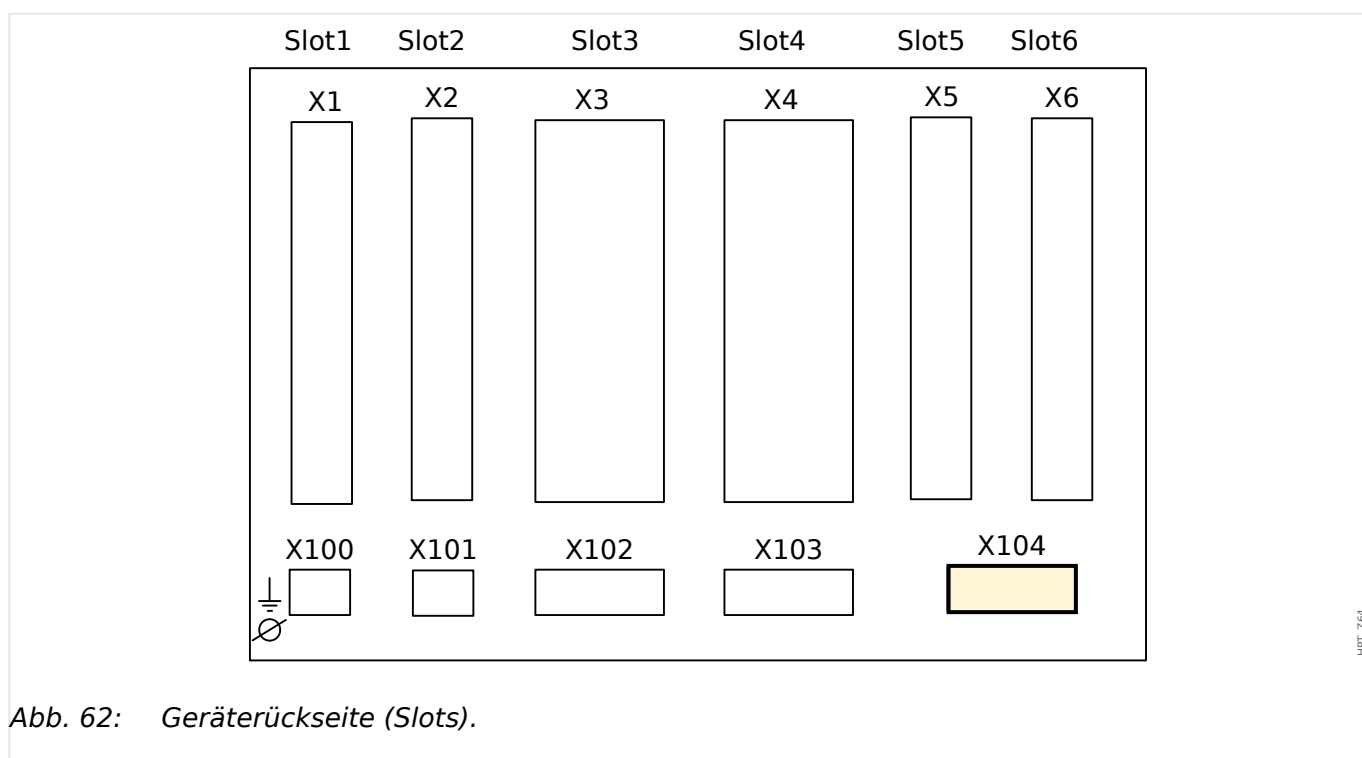 Slot1 Slot2 Slot3 Slot4 Slot5 Slot6
X1 X2 X3 X4 X5 X6
X100 X101 X102 X103 X104
Abb. 62: Geräterückseite (Slots).